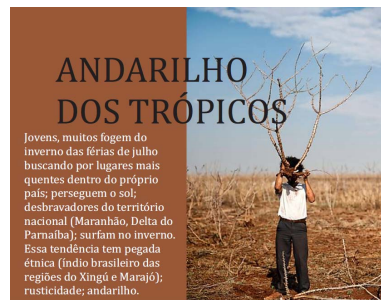 ANDARILHO
DOS TRÓPICOS
Jovens, muitos fogem do
inverno das férias de julho
buscando por lugares mais
quentes dentro do próprio
país; perseguem o sol;
desbravadores do território
nacional (Maranhão, Delta do
Parnaíba); surfam no inverno.
Essa tendência tem pegada
étnica (índio brasileiro das
regiões do Xingú e Marajó);
rusticidade; andarilho.